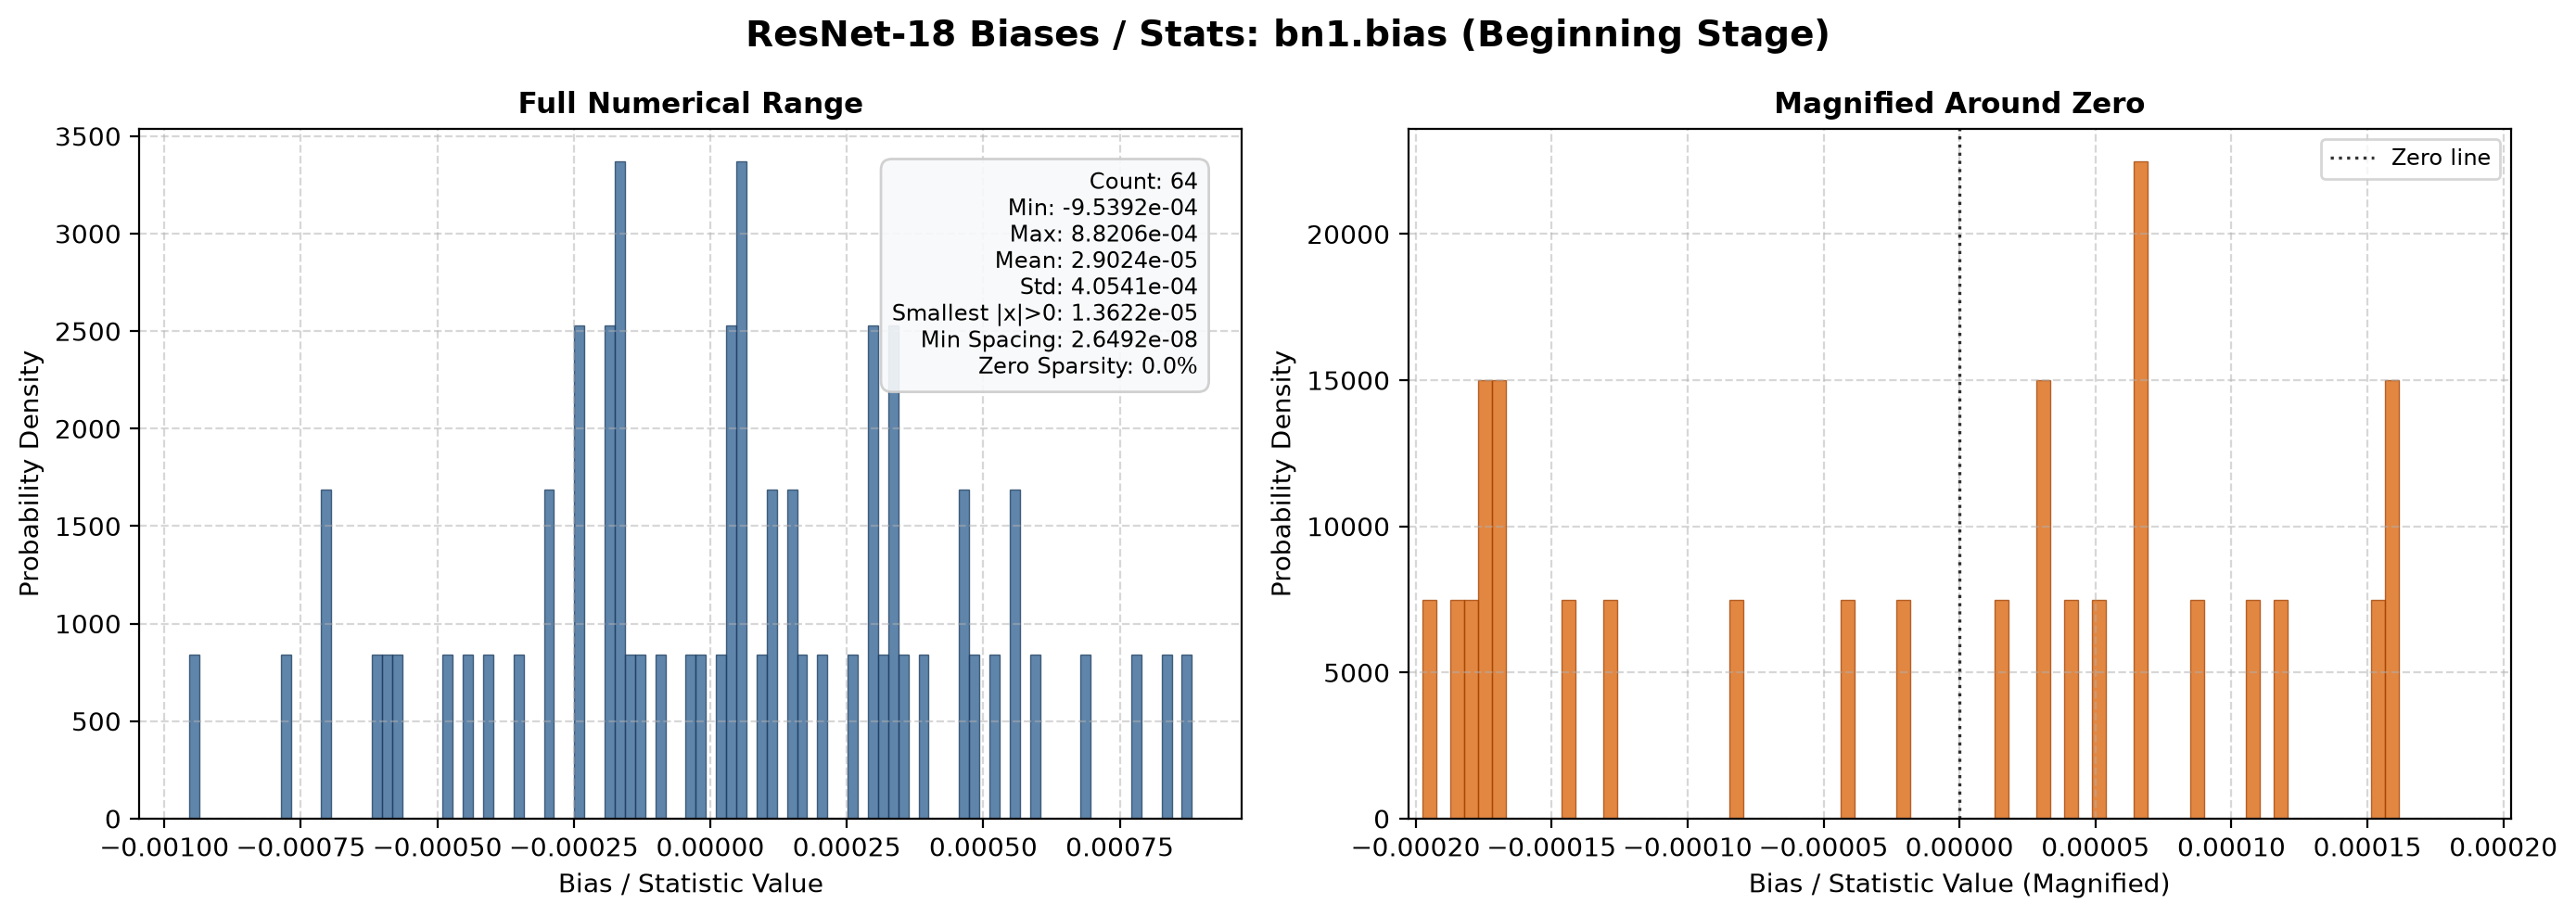 ResNet-18 Biases / Stats: bn1.bias (Beginning Stage)
Full Numerical Range
Probability Density
3500
3000
2500
2000
1500
1000
500
0
Count: 64
Min: -9.5392e-04
Max: 8.8206e-04
Mean: 2.9024e-05
Std: 4.0541e-04
Smallest |x|>0: 1.3622e-05
Min Spacing: 2.6492e-08
Zero Sparsity: 0.0%
−0.00100 −0.00075 −0.00050 −0.00025 0.00000 0.00025 0.00050 0.00075
Bias / Statistic Value
Magnified Around Zero
Probability Density
20000
15000
10000
5000
0
Zero line
−0.00020 −0.00015 −0.00010 −0.00005 0.00000 0.00005 0.00010 0.00015 0.00020
Bias / Statistic Value (Magnified)